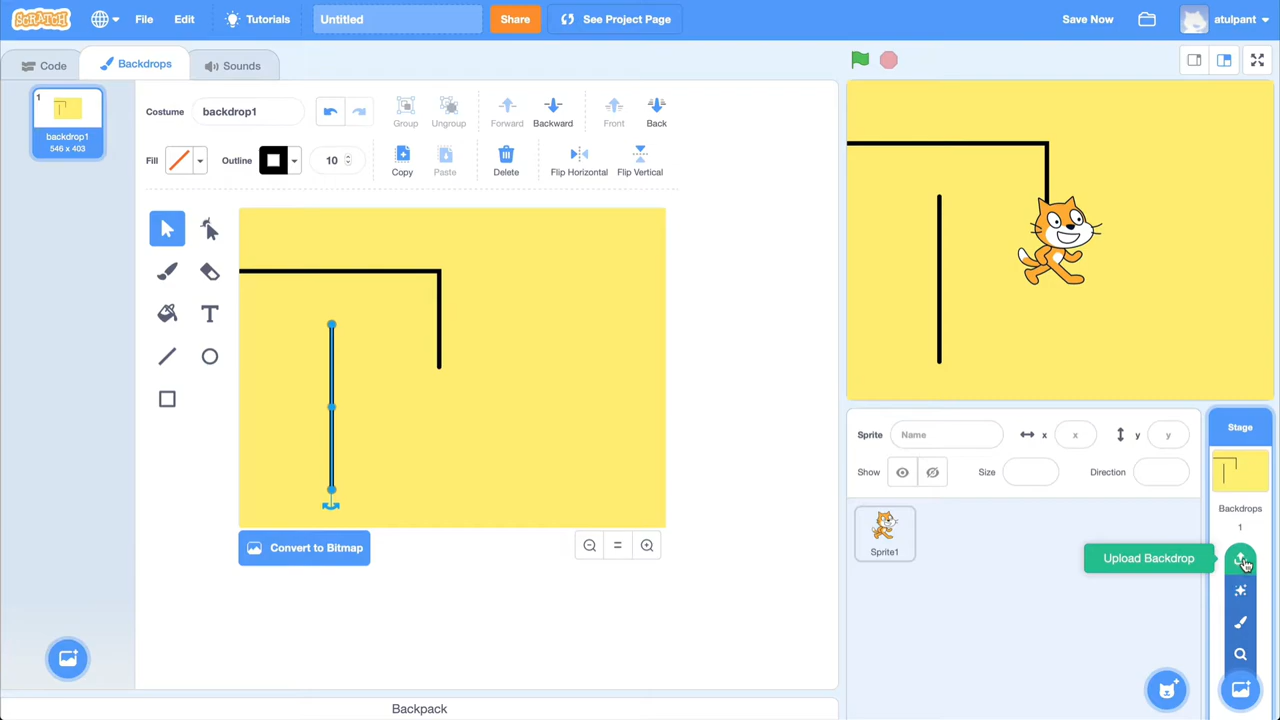 SCRATCH File Edit Tutorials Untitled Share See Project Page Save Now atulpant
Code Backdrops Sounds
1
backdrop1
546 x 403
Costume backdrop1 Group Ungroup Forward Backward Front Back
Fill Outline 10 Copy Paste Delete Flip Horizontal Flip Vertical
Convert to Bitmap
Sprite Name x x y y
Show Size Direction
Sprite1
Stage
Backdrops
1
Upload Backdrop
Backpack